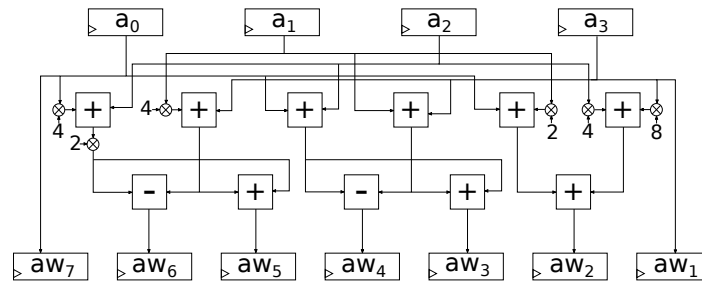 a₀ a₁ a₂ a₃
+ 4 + + + + 2 4 + 8
4 2
- + - + +
aw₇ aw₆ aw₅ aw₄ aw₃ aw₂ aw₁